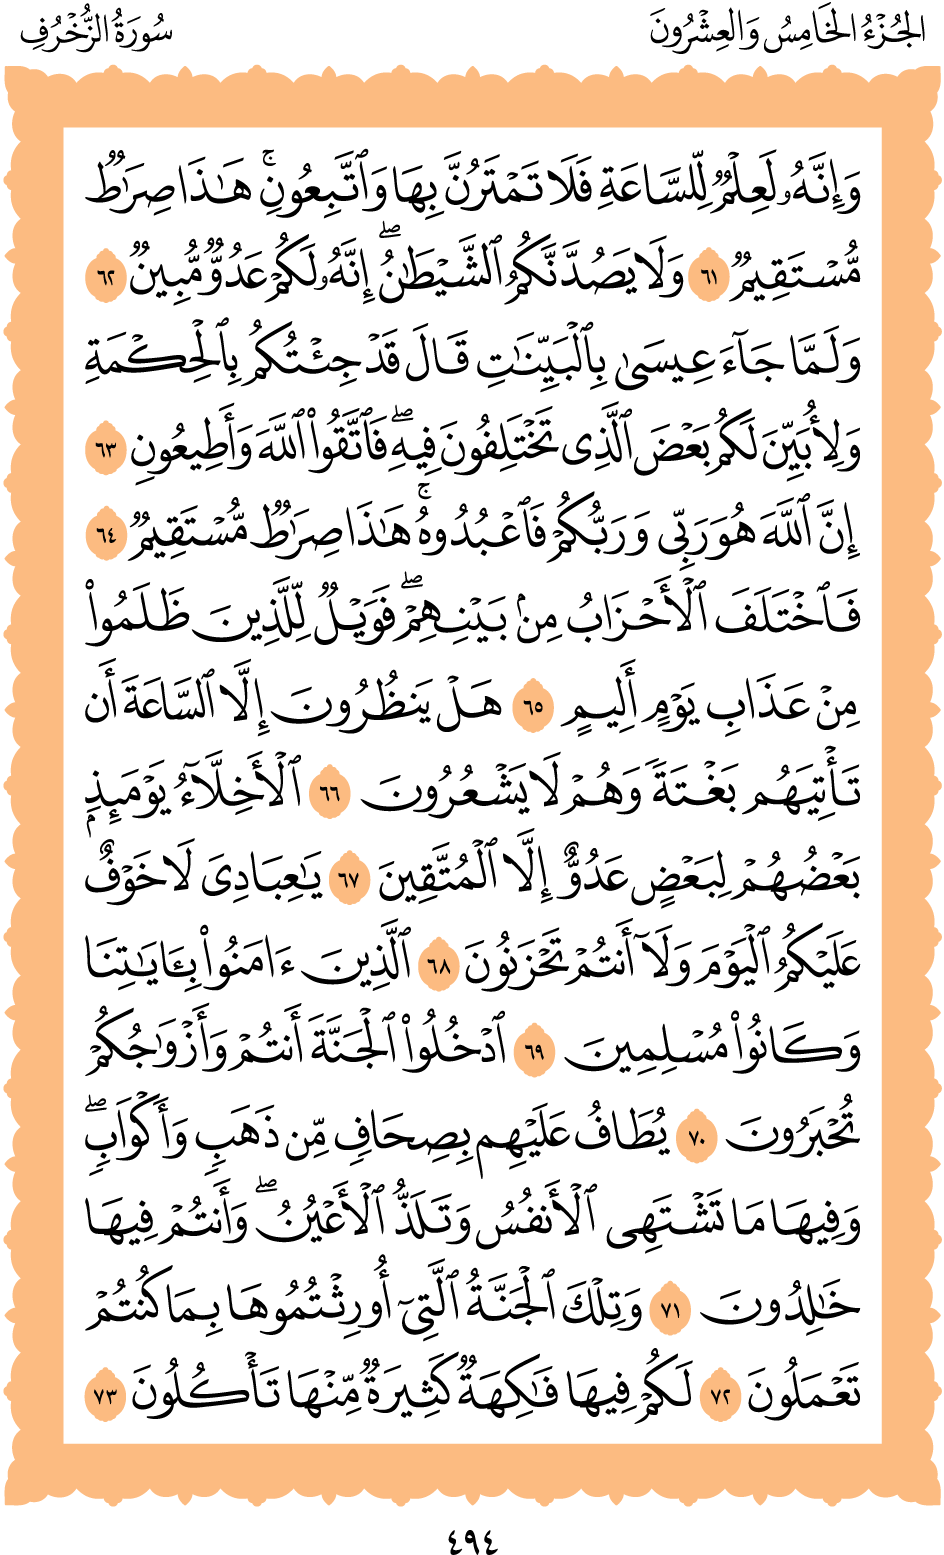 الجُزْءُ الخَامِسُ وَالعِشْرُونَ
سُورَةُ الزُّخْرُفِ
وَإِنَّهُۥ لَعِلۡمٞ لِّلسَّاعَةِ فَلَا تَمۡتَرُنَّ بِهَا وَٱتَّبِعُونِۚ هَٰذَا صِرَٰطٞ
مُّسۡتَقِيمٞ ٦١ وَلَا يَصُدَّنَّكُمُ ٱلشَّيۡطَٰنُۖ إِنَّهُۥ لَكُمۡ عَدُوّٞ مُّبِينٞ ٦٢
وَلَمَّا جَآءَ عِيسَىٰ بِٱلۡبَيِّنَٰتِ قَالَ قَدۡ جِئۡتُكُم بِٱلۡحِكۡمَةِ
وَلِأُبَيِّنَ لَكُم بَعۡضَ ٱلَّذِي تَخۡتَلِفُونَ فِيهِۖ فَٱتَّقُواْ ٱللَّهَ وَأَطِيعُونِ ٦٣
إِنَّ ٱللَّهَ هُوَ رَبِّي وَرَبُّكُمۡ فَٱعۡبُدُوهُۚ هَٰذَا صِرَٰطٞ مُّسۡتَقِيمٞ ٦٤
فَٱخۡتَلَفَ ٱلۡأَحۡزَابُ مِنۢ بَيۡنِهِمۡۖ فَوَيۡلٞ لِّلَّذِينَ ظَلَمُواْ
مِنۡ عَذَابِ يَوۡمٍ أَلِيمٍ ٦٥ هَلۡ يَنظُرُونَ إِلَّا ٱلسَّاعَةَ أَن
تَأۡتِيَهُم بَغۡتَةٗ وَهُمۡ لَا يَشۡعُرُونَ ٦٦ ٱلۡأَخِلَّآءُ يَوۡمَئِذِۭ
بَعۡضُهُمۡ لِبَعۡضٍ عَدُوٌّ إِلَّا ٱلۡمُتَّقِينَ ٦٧ يَٰعِبَادِ لَا خَوۡفٌ
عَلَيۡكُمُ ٱلۡيَوۡمَ وَلَآ أَنتُمۡ تَحۡزَنُونَ ٦٨ ٱلَّذِينَ ءَامَنُواْ بِـَٔايَٰتِنَا
وَكَانُواْ مُسۡلِمِينَ ٦٩ ٱدۡخُلُواْ ٱلۡجَنَّةَ أَنتُمۡ وَأَزۡوَٰجُكُمۡ
تُحۡبَرُونَ ٧٠ يُطَافُ عَلَيۡهِم بِصِحَافٖ مِّن ذَهَبٖ وَأَكۡوَابٖۖ
وَفِيهَا مَا تَشۡتَهِي ٱلۡأَنفُسُ وَتَلَذُّ ٱلۡأَعۡيُنُۖ وَأَنتُمۡ فِيهَا
خَٰلِدُونَ ٧١ وَتِلۡكَ ٱلۡجَنَّةُ ٱلَّتِيٓ أُورِثۡتُمُوهَا بِمَا كُنتُمۡ
تَعۡمَلُونَ ٧٢ لَكُمۡ فِيهَا فَٰكِهَةٞ كَثِيرَةٞ مِّنۡهَا تَأۡكُلُونَ ٧٣
٤٩٤